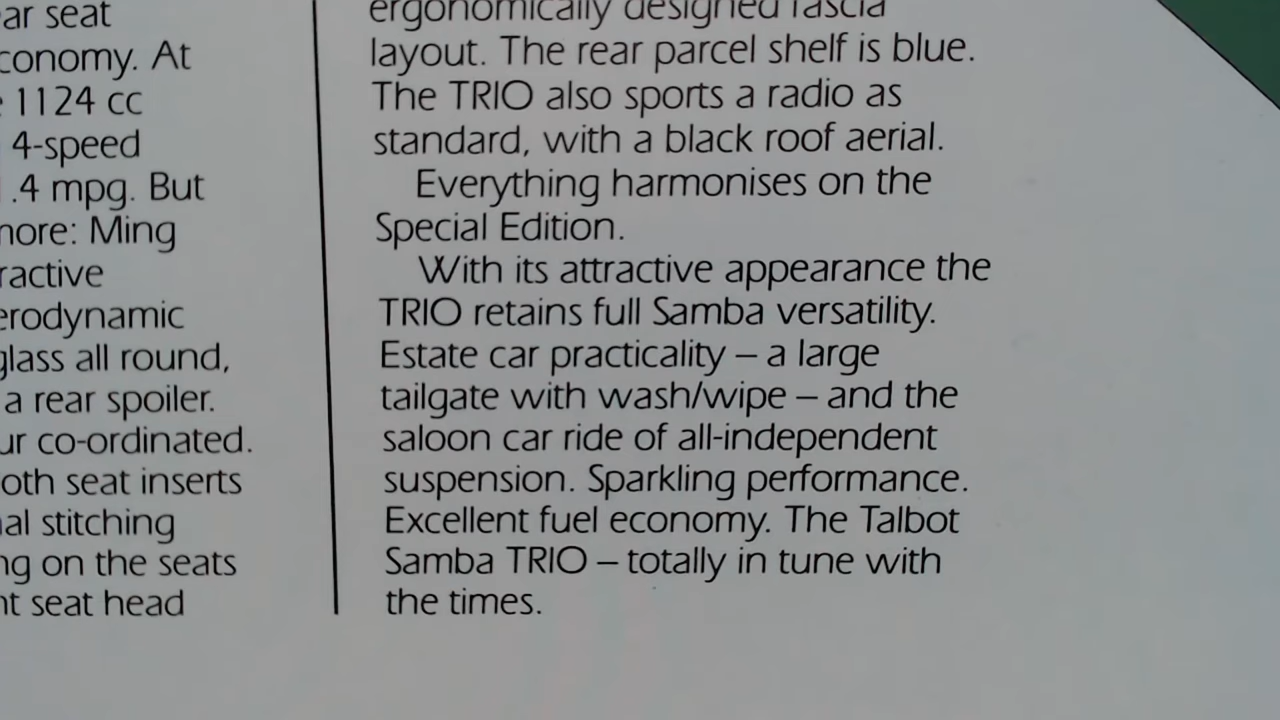 ar seat
conomy. At
1124 cc
4-speed
.4 mpg. But
more: Ming
ractive
erodynamic
glass all round,
a rear spoiler.
ur co-ordinated.
oth seat inserts
al stitching
ng on the seats
nt seat head
ergonomically designed fascia
layout. The rear parcel shelf is blue.
The TRIO also sports a radio as
standard, with a black roof aerial.
Everything harmonises on the
Special Edition.
With its attractive appearance the
TRIO retains full Samba versatility.
Estate car practicality – a large
tailgate with wash/wipe – and the
saloon car ride of all-independent
suspension. Sparkling performance.
Excellent fuel economy. The Talbot
Samba TRIO – totally in tune with
the times.